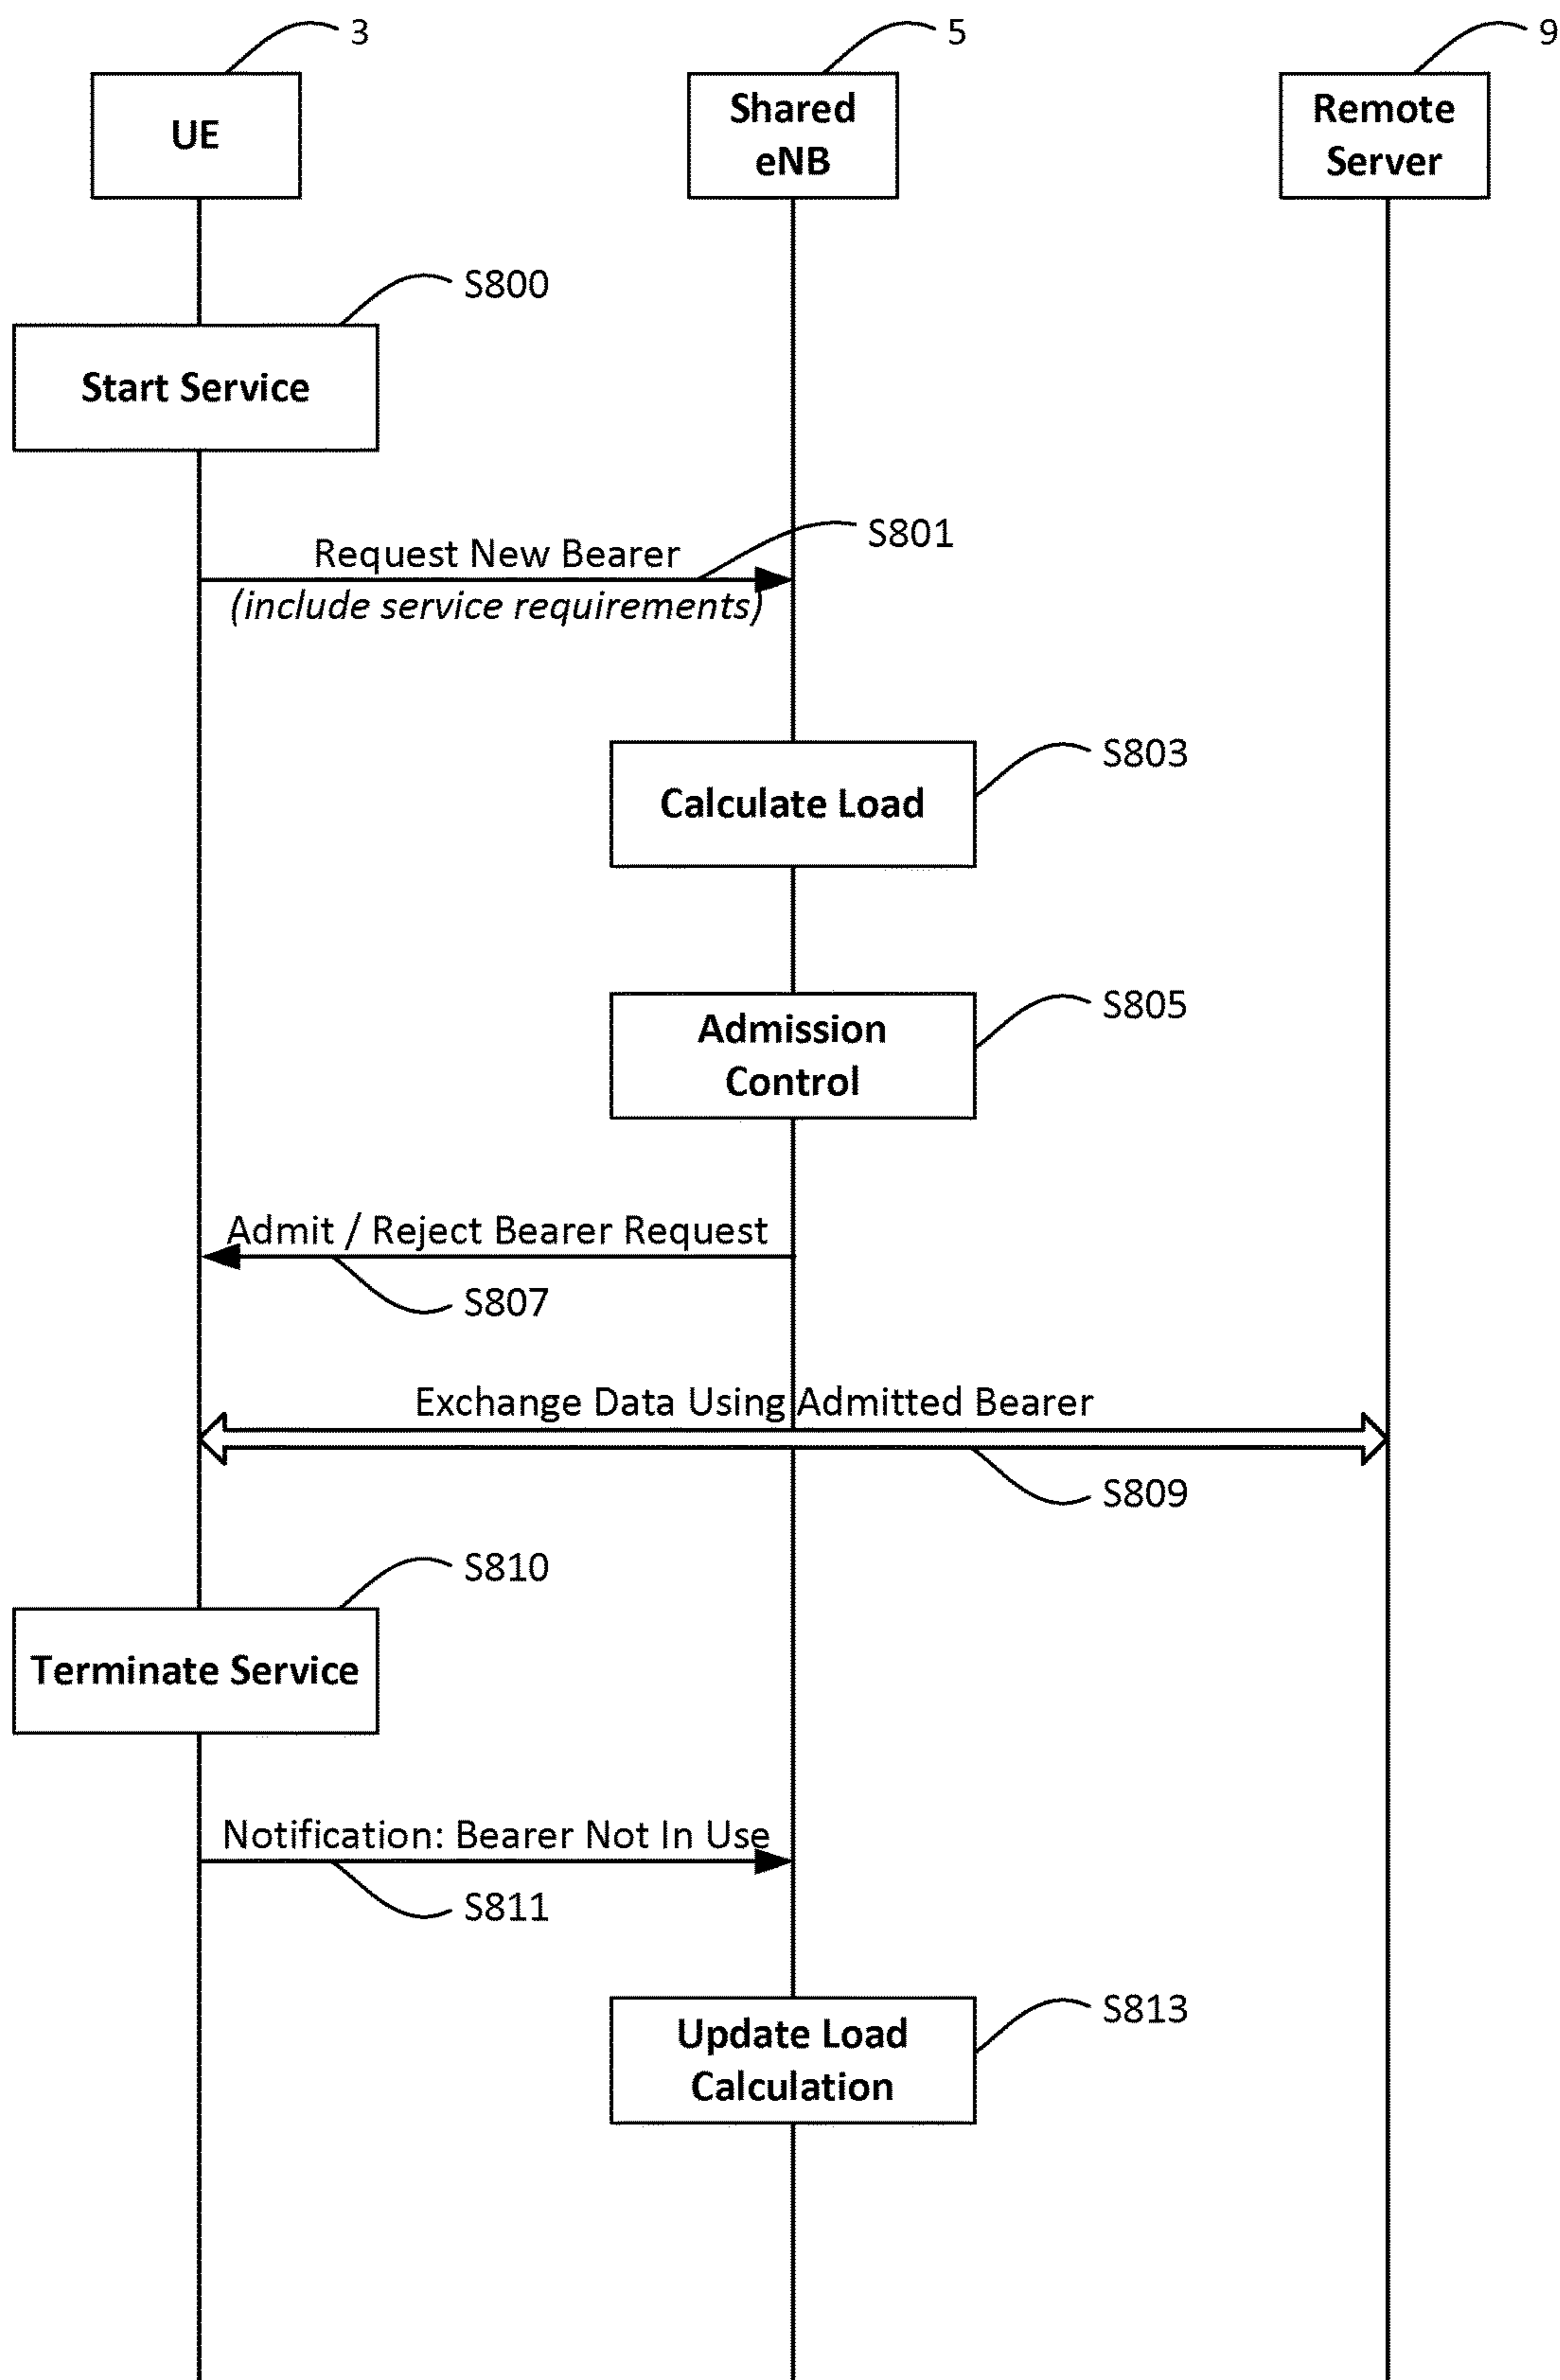 3
5
9
UE
Shared
eNB
Remote
Server
S800
Start Service
S801
Request New Bearer
(include service requirements)
S803
Calculate Load
S805
Admission
Control
Admit / Reject Bearer Request
S807
Exchange Data Using Admitted Bearer
S809
S810
Terminate Service
Notification: Bearer Not In Use
S811
S813
Update Load
Calculation